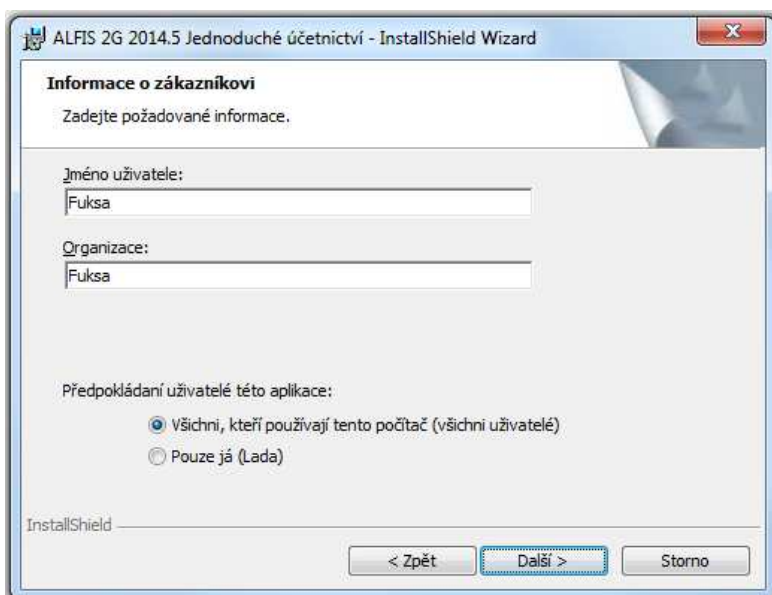 ALFIS 2G 2014.5 Jednoduché účetnictví - InstallShield Wizard
Informace o zákazníkovi
Zadejte požadované informace.
Jméno uživatele:
Fuksa
Organizace:
Fuksa
Předpokládaní uživatelé této aplikace:
Všichni, kteří používají tento počítač (všichni uživatelé)
Pouze já (Lada)
InstallShield
< Zpět Další > Storno